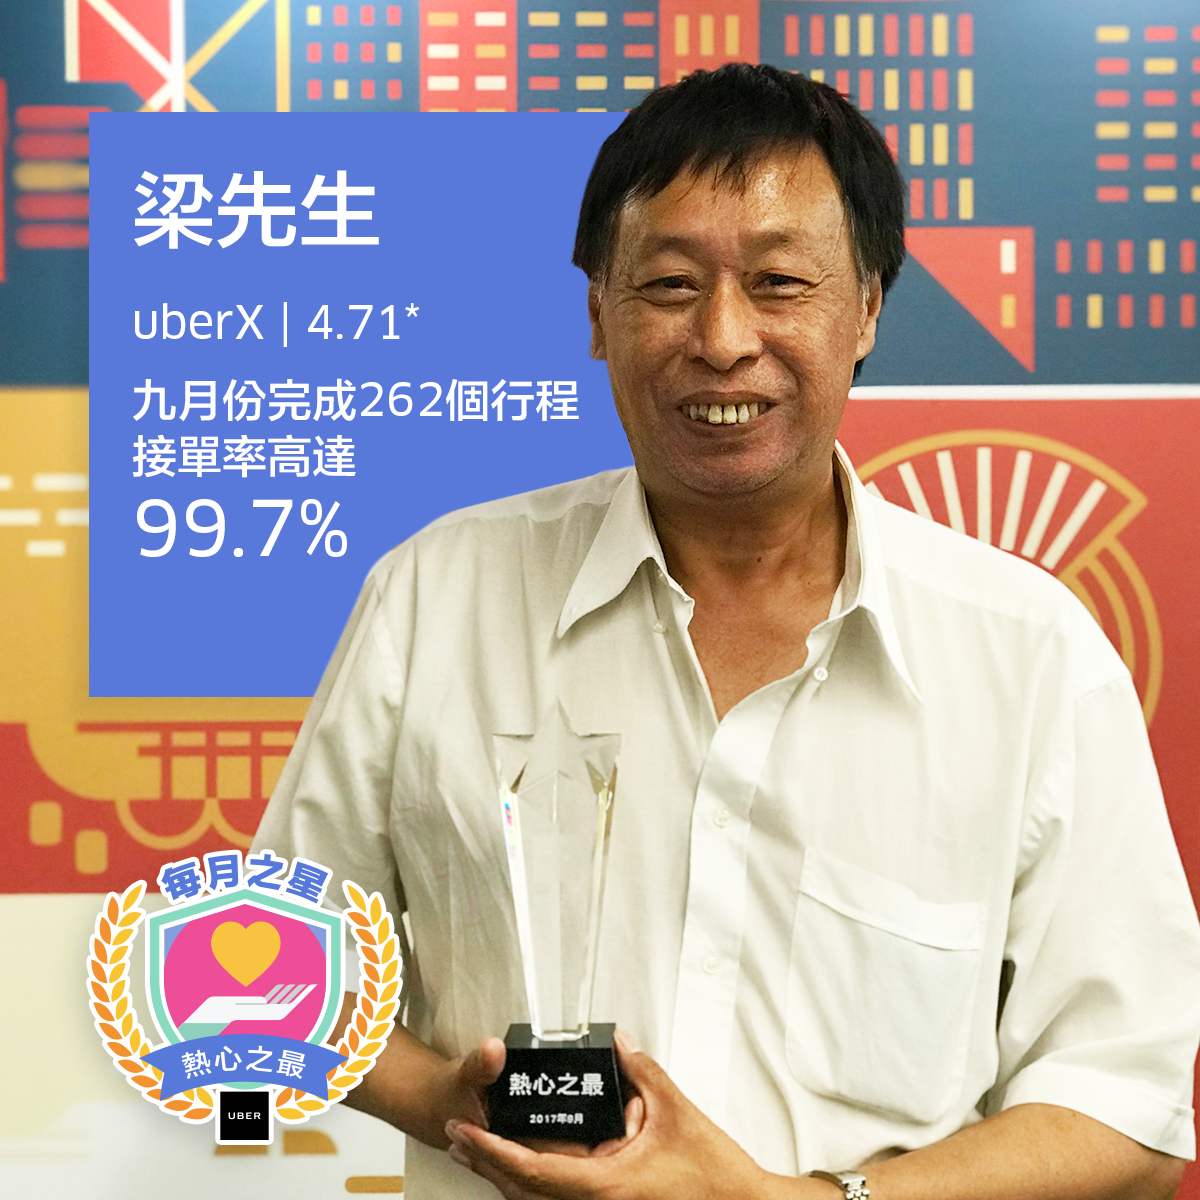 梁先生
uberX | 4.71*
九月份完成262個行程
接單率高達
99.7%
每月之星
熱心之最
UBER
熱心之最
2017年9月